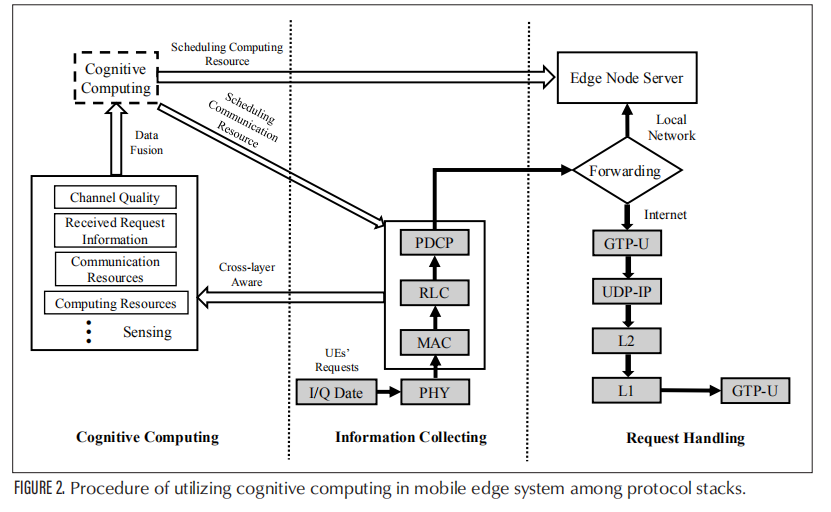 Scheduling Computing
Resource
Cognitive
Computing
Edge Node Server
Scheduling
Communication
Resource
Local
Network
Data
Fusion
Forwarding
Channel Quality
Received Request
Information
Communication
Resources
Computing Resources
Sensing
Cross-layer
Aware
PDCP
RLC
MAC
UEs'
Requests
I/Q Date
PHY
Internet
GTP-U
UDP-IP
L2
L1
GTP-U
Cognitive Computing
Information Collecting
Request Handling
FIGURE 2. Procedure of utilizing cognitive computing in mobile edge system among protocol stacks.